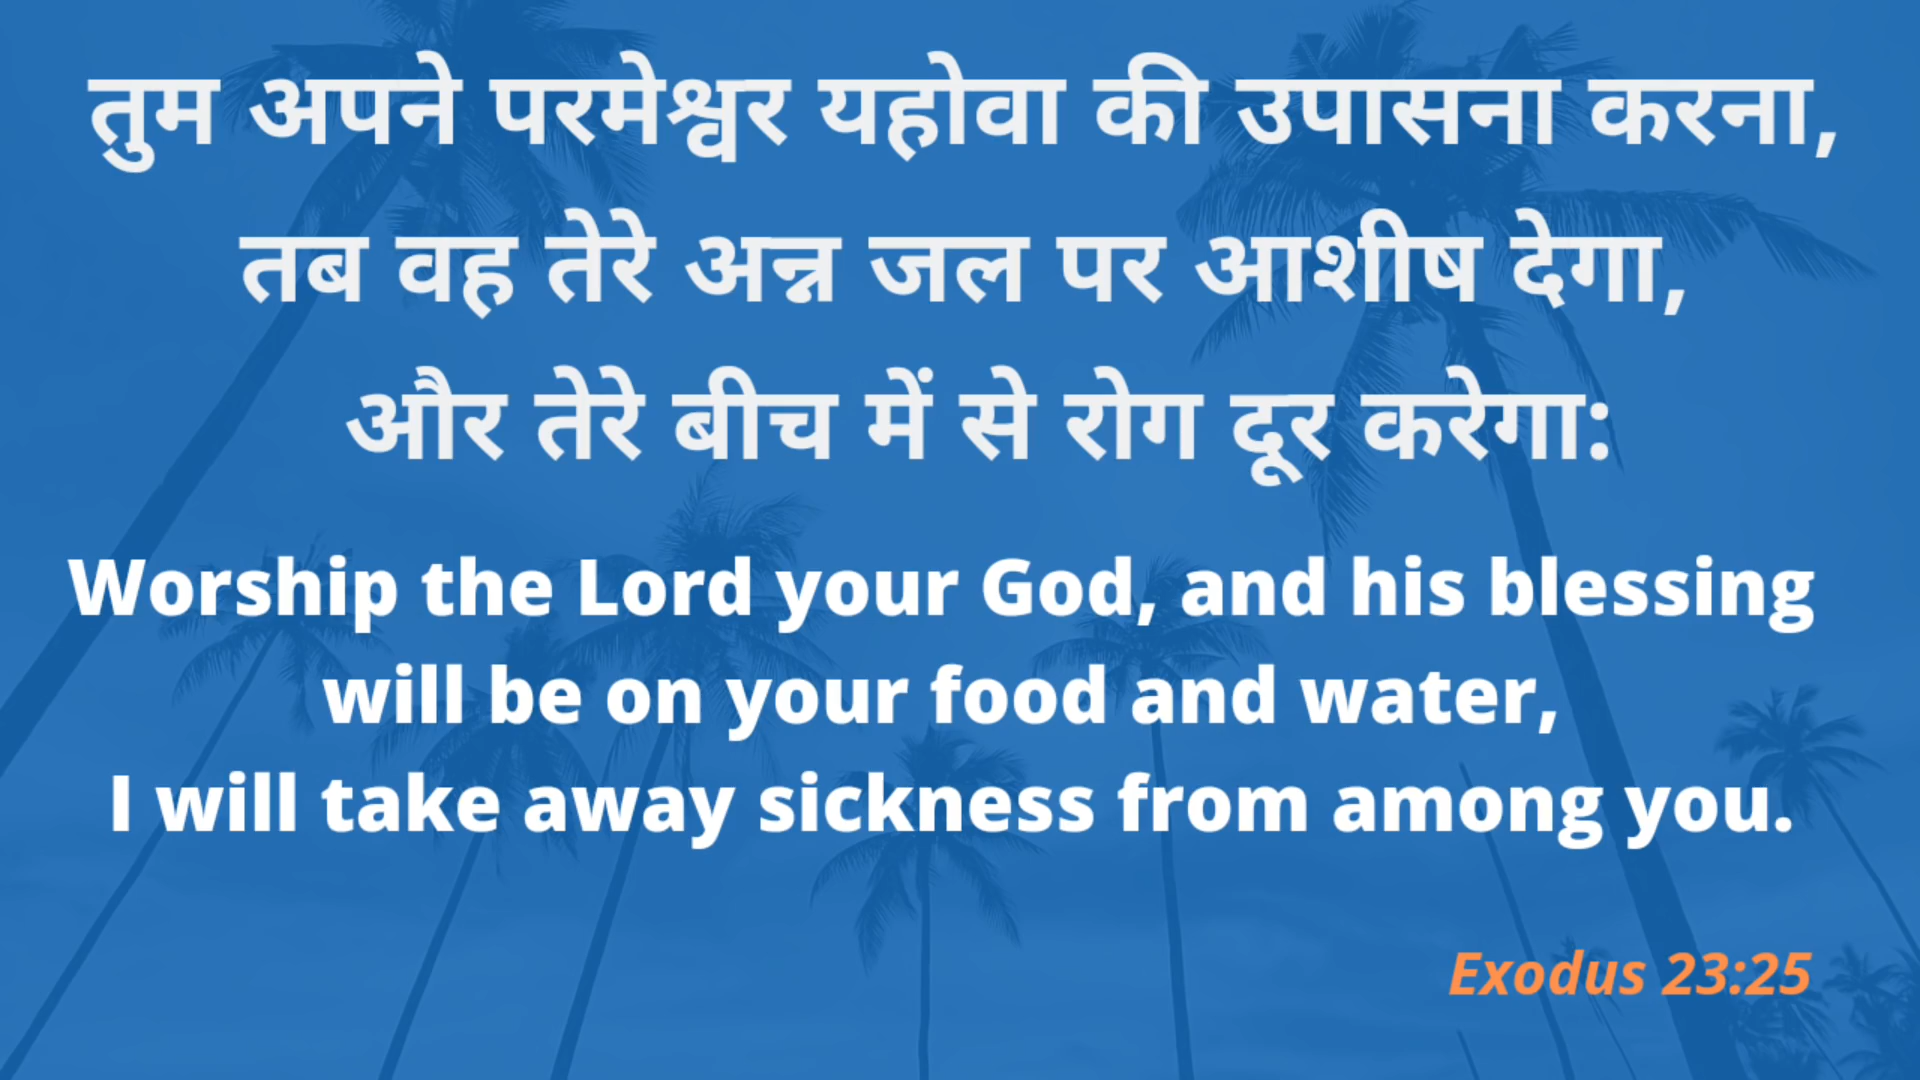 तुम अपने परमेश्वर यहोवा की उपासना करना,
तब वह तेरे अन्न जल पर आशीष देगा,
और तेरे बीच में से रोग दूर करेगा:
Worship the Lord your God, and his blessing
will be on your food and water,
I will take away sickness from among you.
Exodus 23:25